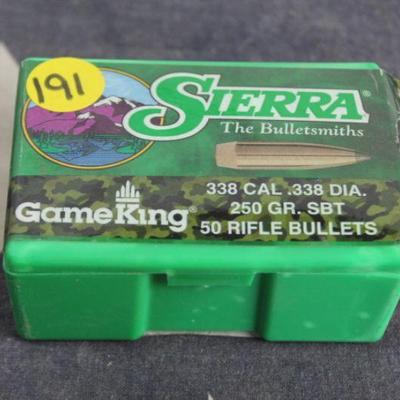 191
SIERRA®
The Bulletsmiths
GameKing®
338 CAL .338 DIA.
250 GR. SBT
50 RIFLE BULLETS